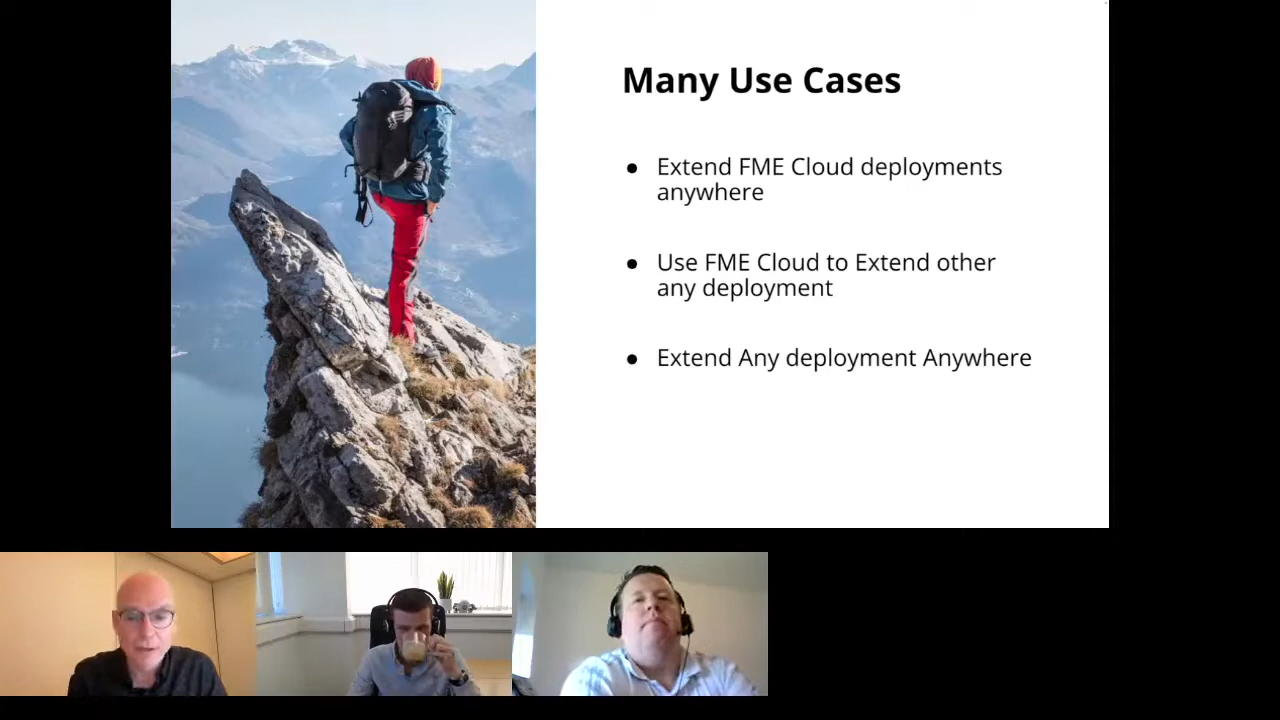 Many Use Cases
● Extend FME Cloud deployments
anywhere
● Use FME Cloud to Extend other
any deployment
● Extend Any deployment Anywhere